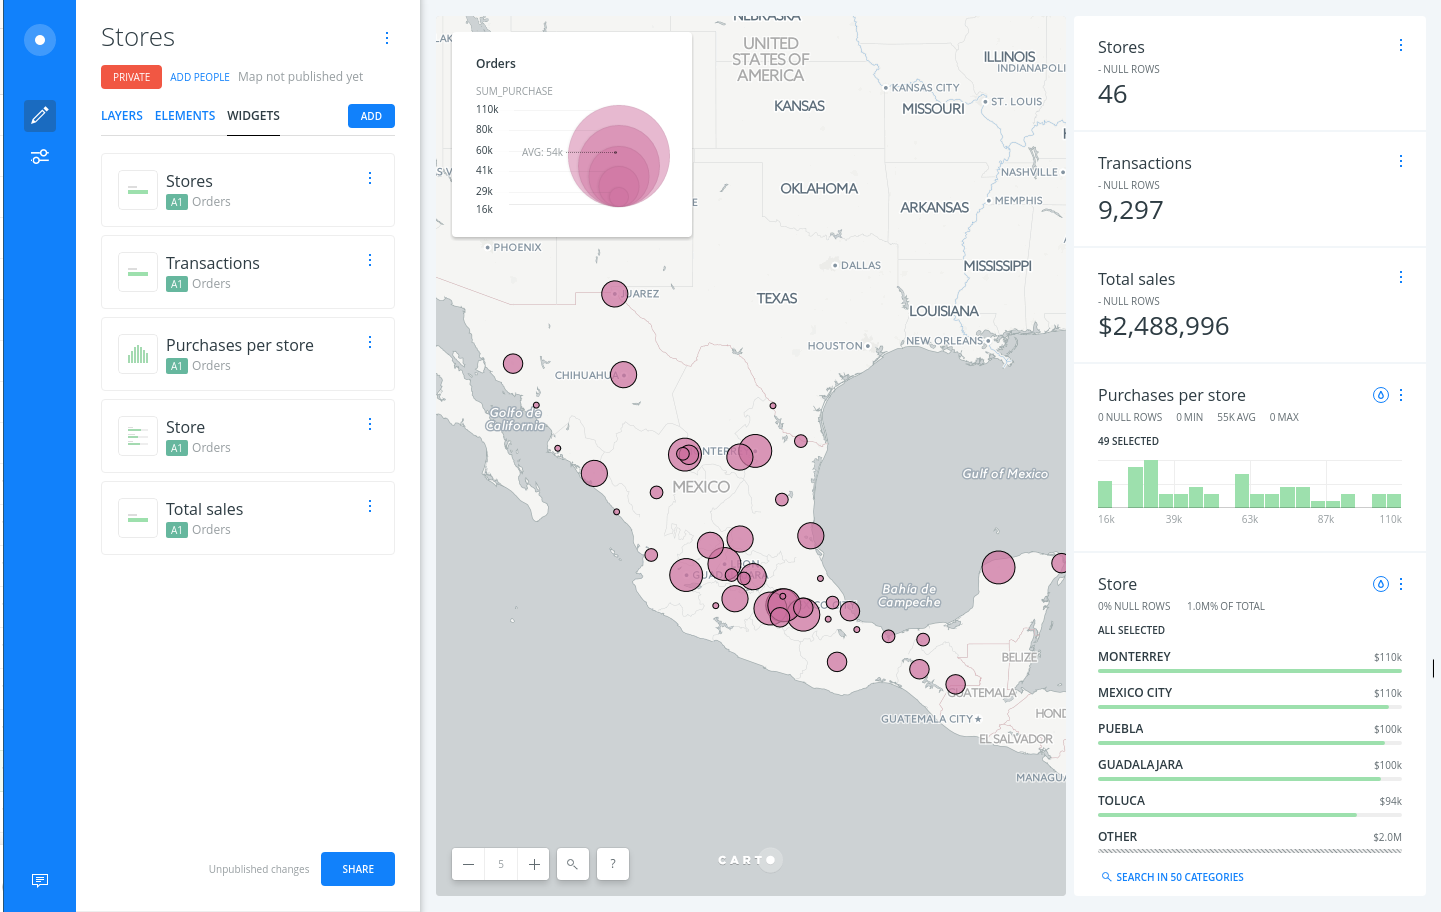 Stores
PRIVATE ADD PEOPLE Map not published yet
LAYERS ELEMENTS WIDGETS ADD
Stores
A1 Orders
Transactions
A1 Orders
Purchases per store
A1 Orders
Store
A1 Orders
Total sales
A1 Orders
Unpublished changes SHARE
Orders
SUM_PURCHASE
110k
80k
60k
AVG: 54k
41k
29k
16k
NEBRASKA
UNITED
STATES OF
AMERICA
ILLINOIS
INDIANAPOLI
KANSAS CITY
KANSAS
MISSOURI
ST. LOUIS
NASHVILLE
OKLAHOMA
MEMPHIS
ARKANSAS
PHOENIX
DALLAS
MISSISSIPPI
JUAREZ
TEXAS
LOUISIANA
HOUSTON
NEW ORLEANS
CHIHUAHUA
Golfo de
California
NTERR
Gulf of Mexico
MEXICO
LEON
GUADALAJARA
Bahía de
Campeche
CO CITY
BELIZE
GUATEMALA
GUATEMALA CITY
HOND
EL SALVADOR
MANAGU
5
?
CARTO
Stores
- NULL ROWS
46
Transactions
- NULL ROWS
9,297
Total sales
- NULL ROWS
$2,488,996
Purchases per store
0 NULL ROWS 0 MIN 55K AVG 0 MAX
49 SELECTED
16k 39k 63k 87k 110k
Store
0% NULL ROWS 1.0M% OF TOTAL
ALL SELECTED
MONTERREY $110k
MEXICO CITY $110k
PUEBLA $100k
GUADALAJARA $100k
TOLUCA $94k
OTHER $2.0M
SEARCH IN 50 CATEGORIES